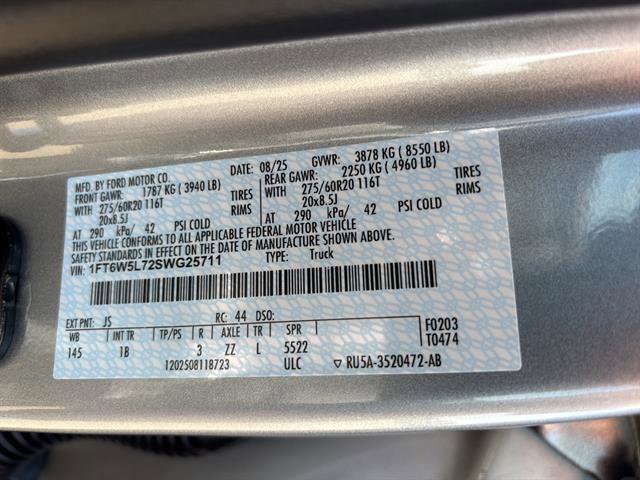 MFD. BY FORD MOTOR CO.
DATE: 08/25 GVWR: 3878 KG ( 8550 LB)
FRONT GAWR: 1787 KG ( 3940 LB) REAR GAWR: 2250 KG ( 4960 LB)
WITH 275/60R20 116T TIRES WITH 275/60R20 116T TIRES
20x8.5J RIMS 20x8.5J RIMS
AT 290 kPa/ 42 PSI COLD AT 290 kPa/ 42 PSI COLD
THIS VEHICLE CONFORMS TO ALL APPLICABLE FEDERAL MOTOR VEHICLE
SAFETY STANDARDS IN EFFECT ON THE DATE OF MANUFACTURE SHOWN ABOVE.
VIN: 1FT6W5L72SWG25711 TYPE: Truck
EXT PNT: JS RC: 44 DSO: F0203
WB INT TR TP/PS R AXLE TR SPR T0474
145 1B 3 ZZ L 5522
1202508118723 ULC RU5A-3520472-AB